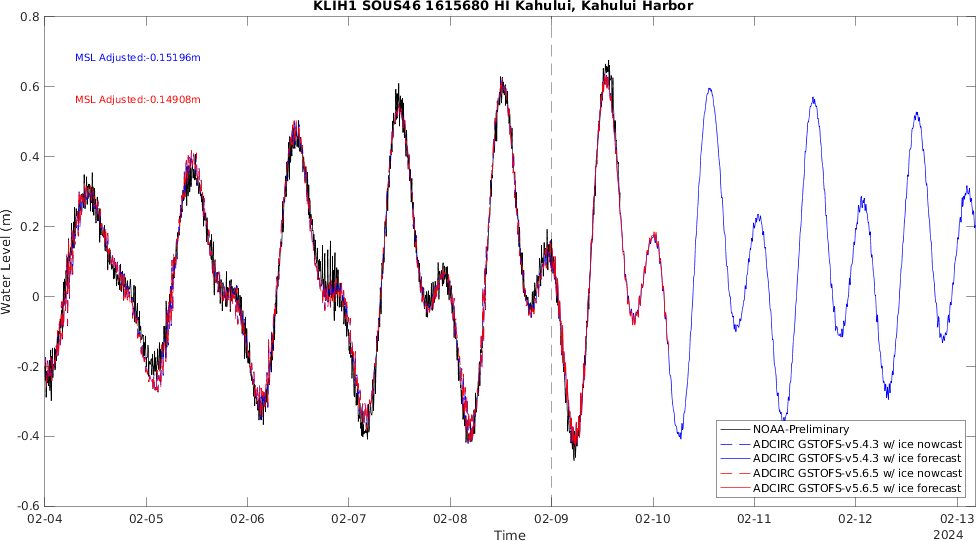 KLIH1 SOUS46 1615680 HI Kahului, Kahului Harbor
MSL Adjusted:-0.15196m
MSL Adjusted:-0.14908m
Water Level (m)
0.8
0.6
0.4
0.2
0
-0.2
-0.4
-0.6
NOAA-Preliminary
ADCIRC GSTOFS-v5.4.3 w/ ice nowcast
ADCIRC GSTOFS-v5.4.3 w/ ice forecast
ADCIRC GSTOFS-v5.6.5 w/ ice nowcast
ADCIRC GSTOFS-v5.6.5 w/ ice forecast
02-04 02-05 02-06 02-07 02-08 02-09 02-10 02-11 02-12 02-13
Time
2024